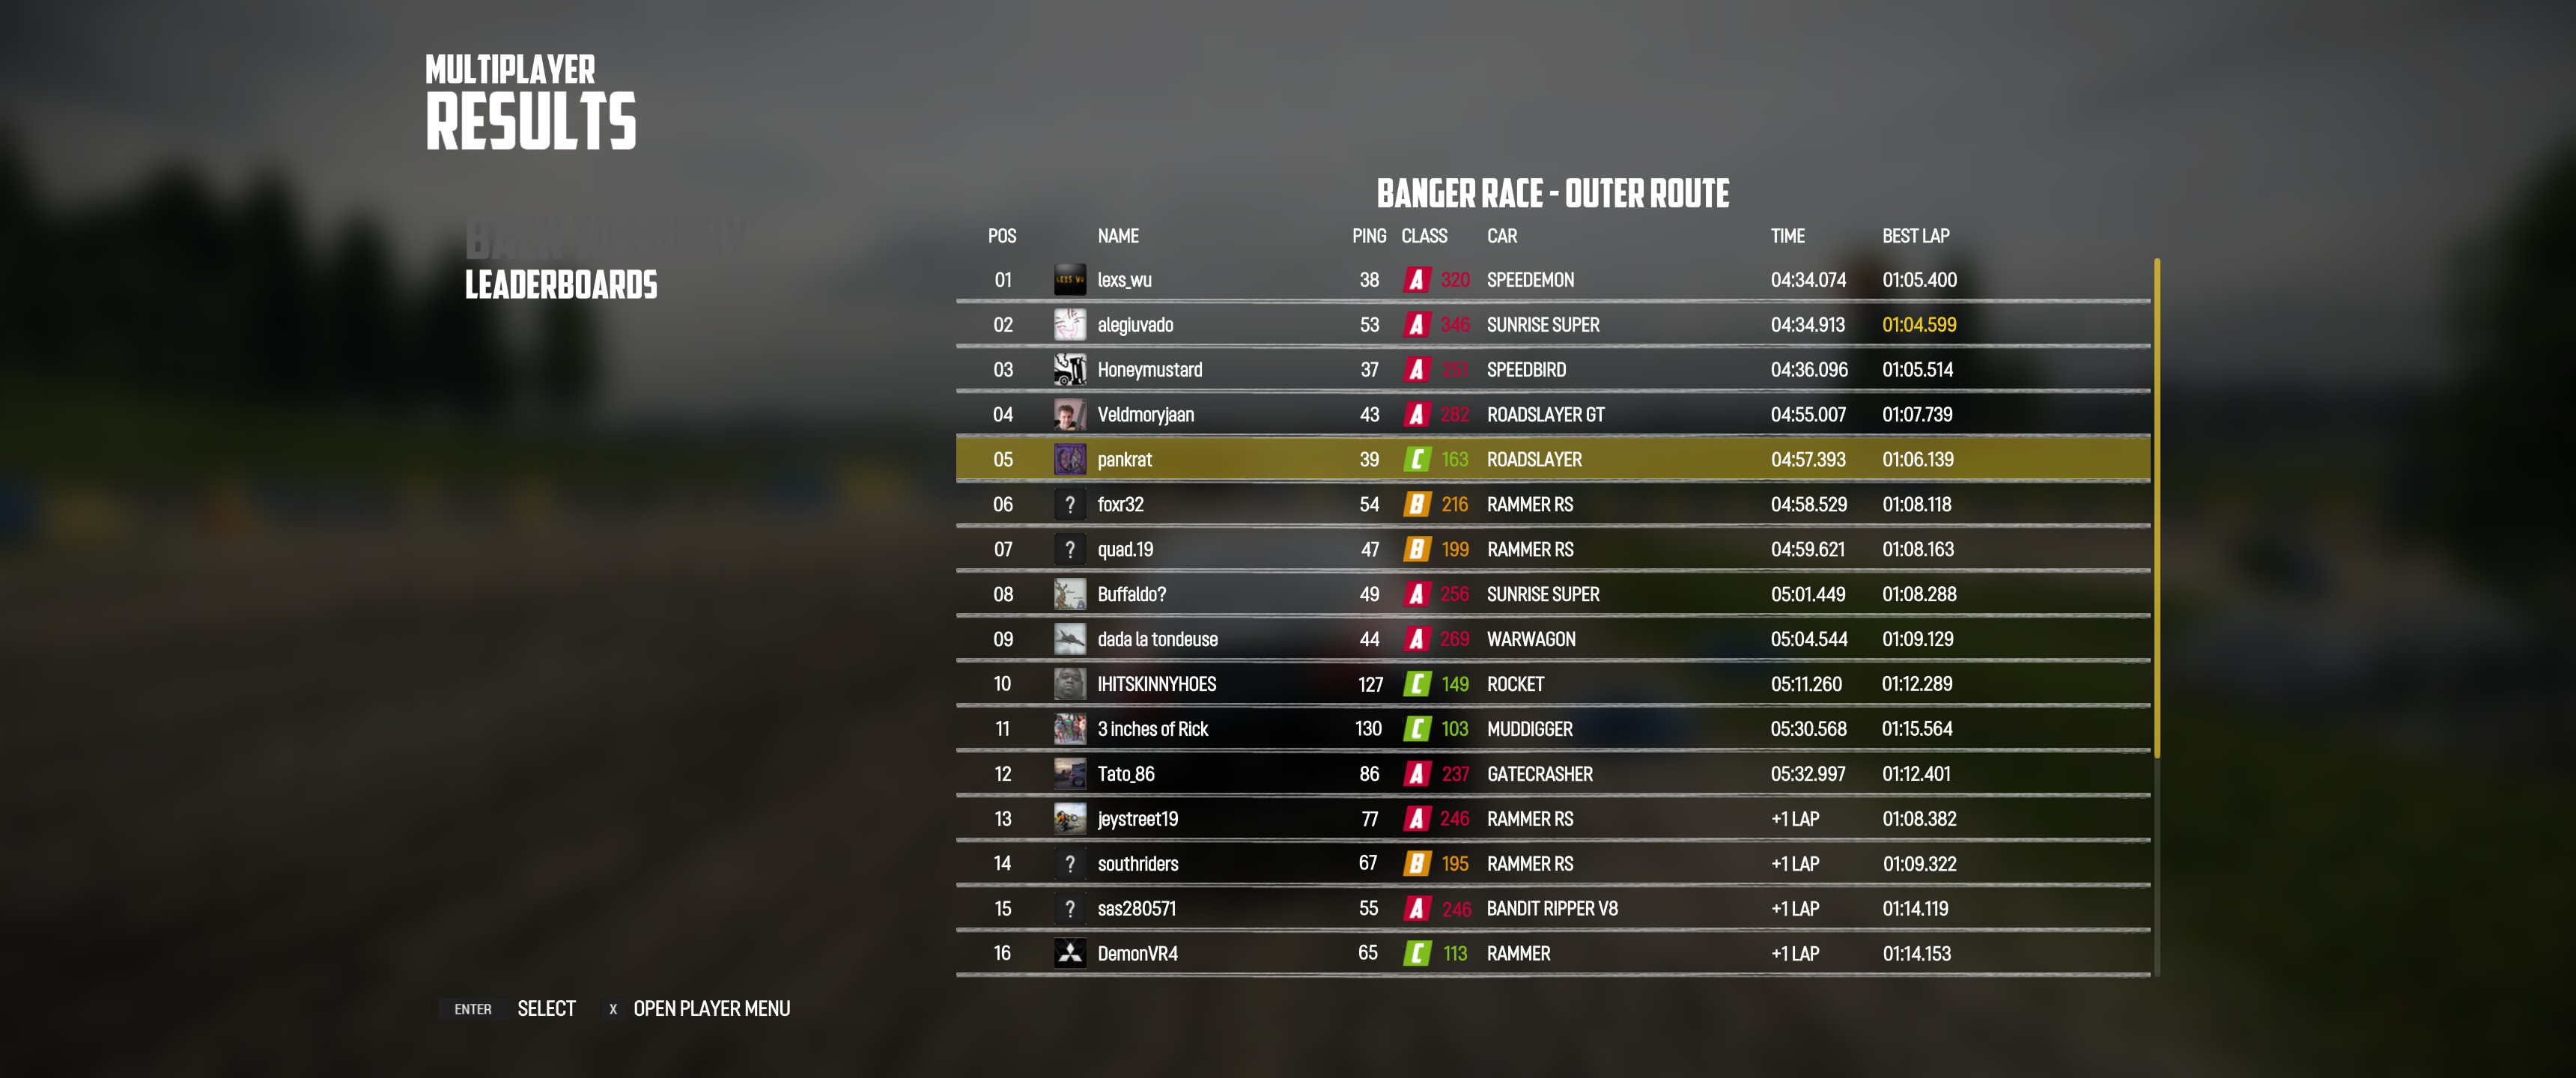 MULTIPLAYER
RESULTS
BACK TO LOBBY
LEADERBOARDS
BANGER RACE - OUTER ROUTE
POS NAME PING CLASS CAR TIME BEST LAP
01 LEXS WU lexs_wu 38 A 320 SPEEDEMON 04:34.074 01:05.400
02 alegiuvado 53 A 346 SUNRISE SUPER 04:34.913 01:04.599
03 Honeymustard 37 A 251 SPEEDBIRD 04:36.096 01:05.514
04 Veldmoryjaan 43 A 282 ROADSLAYER GT 04:55.007 01:07.739
05 pankrat 39 C 163 ROADSLAYER 04:57.393 01:06.139
06 ? foxr32 54 B 216 RAMMER RS 04:58.529 01:08.118
07 ? quad.19 47 B 199 RAMMER RS 04:59.621 01:08.163
08 Buffaldo? 49 A 256 SUNRISE SUPER 05:01.449 01:08.288
09 dada la tondeuse 44 A 269 WARWAGON 05:04.544 01:09.129
10 IHITSKINNYHOES 127 C 149 ROCKET 05:11.260 01:12.289
11 3 inches of Rick 130 C 103 MUDDIGGER 05:30.568 01:15.564
12 Tato_86 86 A 237 GATECRASHER 05:32.997 01:12.401
13 jeystreet19 77 A 246 RAMMER RS +1 LAP 01:08.382
14 ? southriders 67 B 195 RAMMER RS +1 LAP 01:09.322
15 ? sas280571 55 A 246 BANDIT RIPPER V8 +1 LAP 01:14.119
16 DemonVR4 65 C 113 RAMMER +1 LAP 01:14.153
ENTER SELECT X OPEN PLAYER MENU